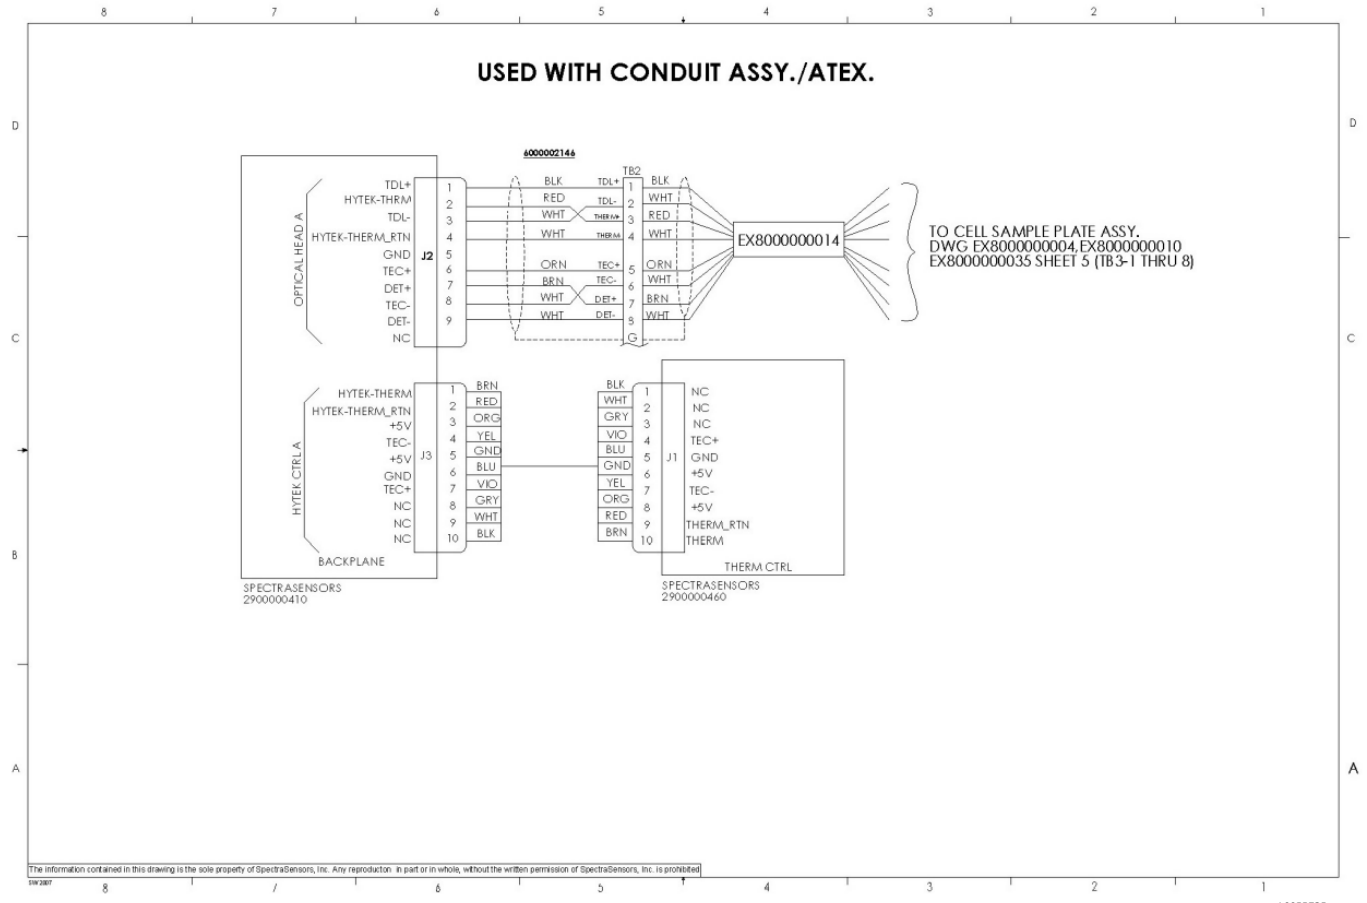 8 7 6 5 4 3 2 1
USED WITH CONDUIT ASSY./ATEX.
D D
6000002146
TB2
TDL+ 1 BLK TDL+ 1 BLK
HYTEK-THRM 2 RED TDL- 2 WHT
TDL- 3 WHT THERM+ 3 RED
HYTEK-THERM_RTN 4 WHT 4 WHT
GND 5
TEC+ 6 ORN TEC+ 5 ORN
DET+ 7 BRN TEC- 6 WHT
TEC- 8 WHT DET+ 7 BRN
DET- 9 WHT DET- 8 WHT
NC G
OPTICAL HEAD A
J2
EX8000000014
TO CELL SAMPLE PLATE ASSY.
DWG EX8000000004,EX8000000010
EX8000000035 SHEET 5 (TB3-1 THRU 8)
C C
HYTEK-THERM 1 BRN
HYTEK-THERM_RTN 2 RED
+5V 3 ORG
TEC- 4 YEL
+5V 5 GND
GND 6 BLU
TEC+ 7 VIO
NC 8 GRY
NC 9 WHT
NC 10 BLK
HYTEK CTRL A
J3
BACKPLANE
SPECTRASENSORS
2900000410
BLK 1 NC
WHT 2 NC
GRY 3 NC
VIO 4 TEC+
BLU 5 GND
GND 6 +5V
YEL 7 TEC-
ORG 8 +5V
RED 9 THERM_RTN
BRN 10 THERM
J1
THERM CTRL
SPECTRASENSORS
2900000460
B B
A A
The information contained in this drawing is the sole property of SpectraSensors, Inc. Any reproducton in part or in whole, without the written permission of SpectraSensors, Inc. is prohibited
SW2007
8 7 6 5 4 3 2 1